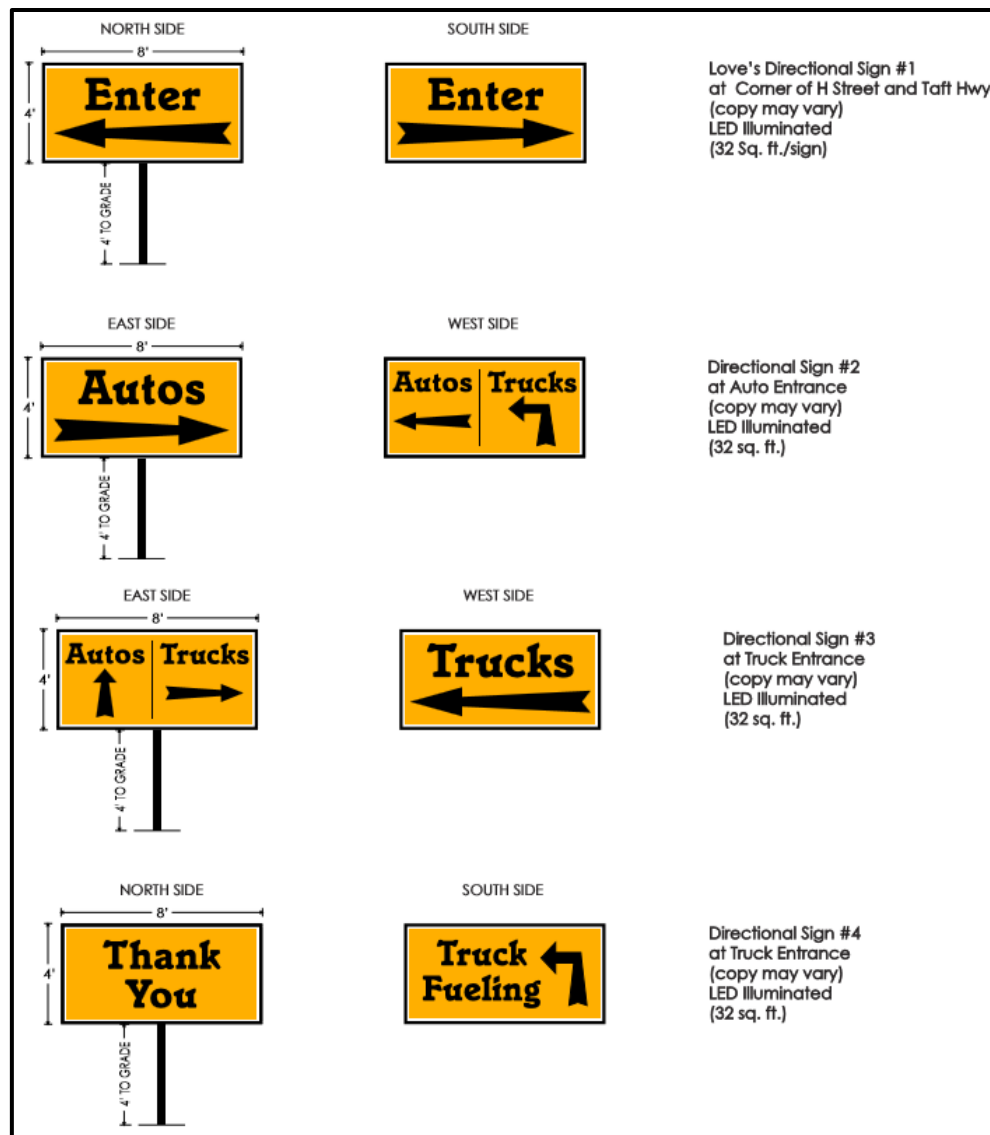 NORTH SIDE
8'
4'
Enter
4' TO GRADE
SOUTH SIDE
Enter
Love's Directional Sign #1
at Corner of H Street and Taft Hwy
(copy may vary)
LED Illuminated
(32 Sq. ft./sign)
EAST SIDE
8'
4'
Autos
4' TO GRADE
WEST SIDE
Autos
Trucks
Directional Sign #2
at Auto Entrance
(copy may vary)
LED Illuminated
(32 sq. ft.)
EAST SIDE
8'
4'
Autos
Trucks
4' TO GRADE
WEST SIDE
Trucks
Directional Sign #3
at Truck Entrance
(copy may vary)
LED Illuminated
(32 sq. ft.)
NORTH SIDE
8'
4'
Thank
You
4' TO GRADE
SOUTH SIDE
Truck
Fueling
Directional Sign #4
at Truck Entrance
(copy may vary)
LED Illuminated
(32 sq. ft.)